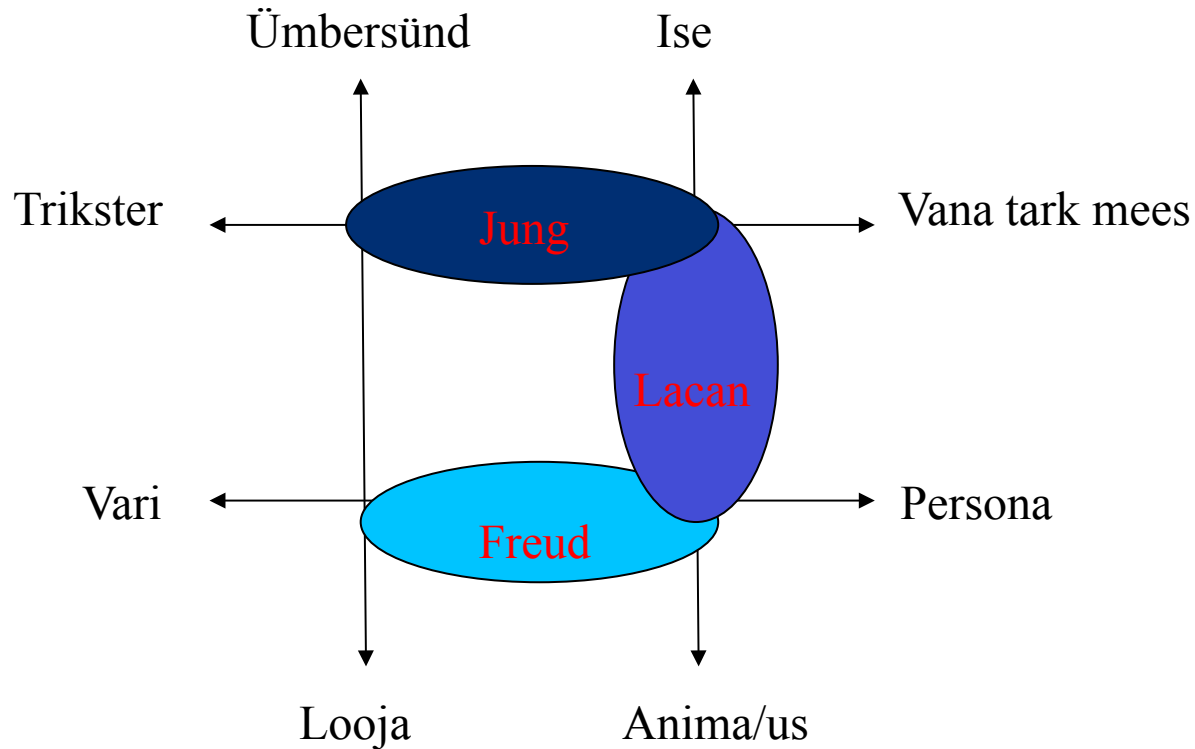 Ümbersünd
Ise
Trikster
Jung
Vana tark mees
Lacan
Vari
Freud
Persona
Looja
Anima/us